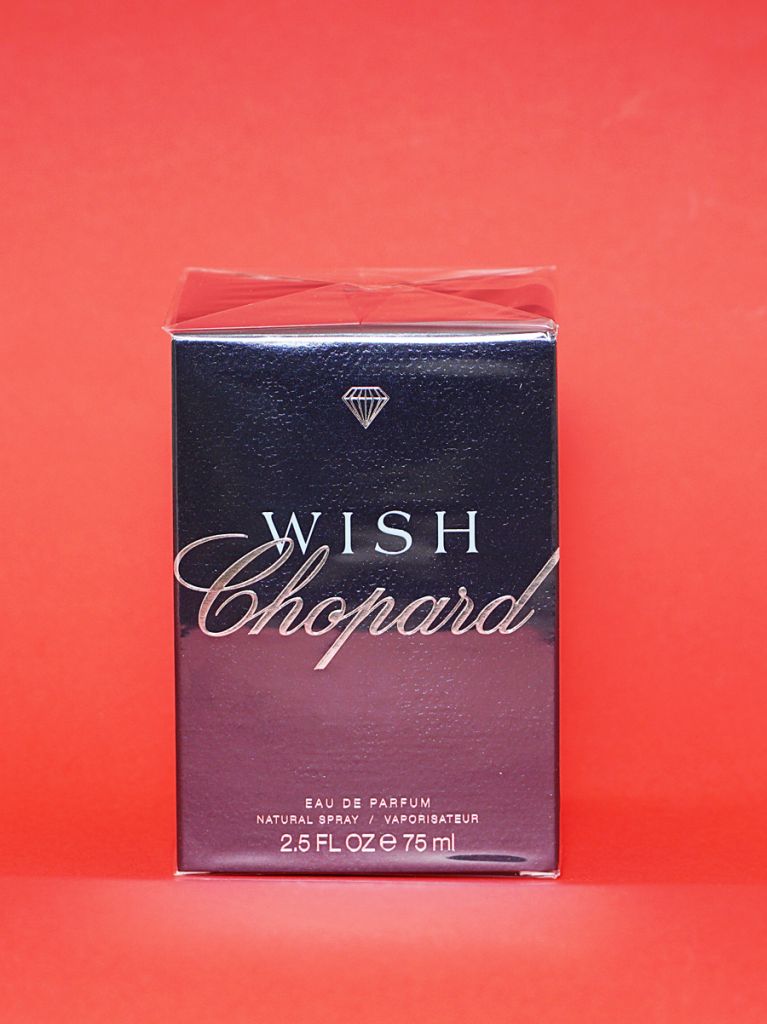 WISH
Chopard
EAU DE PARFUM
NATURAL SPRAY / VAPORISATEUR
2.5 FL OZ ℮ 75 ml